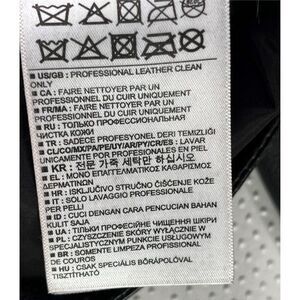 ■ US/GB : PROFESSIONAL LEATHER CLEAN
ONLY
■ CA : FAIRE NETTOYER PAR UN
PROFESSIONNEL DU CUIR UNIQUEMENT
■ FR/MA : FAIRE NETTOYER PAR UN
PROFESSIONNEL DU CUIR UNIQUEMENT
■ RU : ТОЛЬКО ПРОФЕССИОНАЛЬНАЯ
ЧИСТКА КОЖИ
■ TR : SADECE PROFESYONEL DERI TEMIZLIĞI
■ CL/CO/MX/PA/PE/UY/AR/PY/CR/ES : LAVAR
UNICAMENTE POR PROFESIONALES EN PIEL
■ KR : 전문 가죽 세탁만 하십시오
■ EL : ΜΟΝΟ ΕΠΑΓΓΕΛΜΑΤΙΚΟ ΚΑΘΑΡΙΣΜΟΣ
ΔΕΡΜΑΤΙΝΩΝ
■ HR : SKLJUČIVO STRUČNO ČIŠĆENJE KOŽE
■ IT : SOLO LAVAGGIO PROFESSIONALE
PER PELLI
■ ID : CUCI DENGAN CARA PENCUCIAN BAHAN
KULIT SAJA
■ UA : ТІЛЬКИ ПРОФЕСІЙНЕ ЧИЩЕННЯ ШКІРИ
■ PL : CZYSZCZENIE SKÓRY WYŁĄCZNIE W
SPECJALISTYCZNYM PUNKCIE USŁUGOWYM
■ BR : SOMENTE LIMPEZA PROFISSIONAL
DE COUROS
■ HU : CSAK SPECIÁLIS BŐRÁPOLÓVAL
TISZTÍTHATÓ